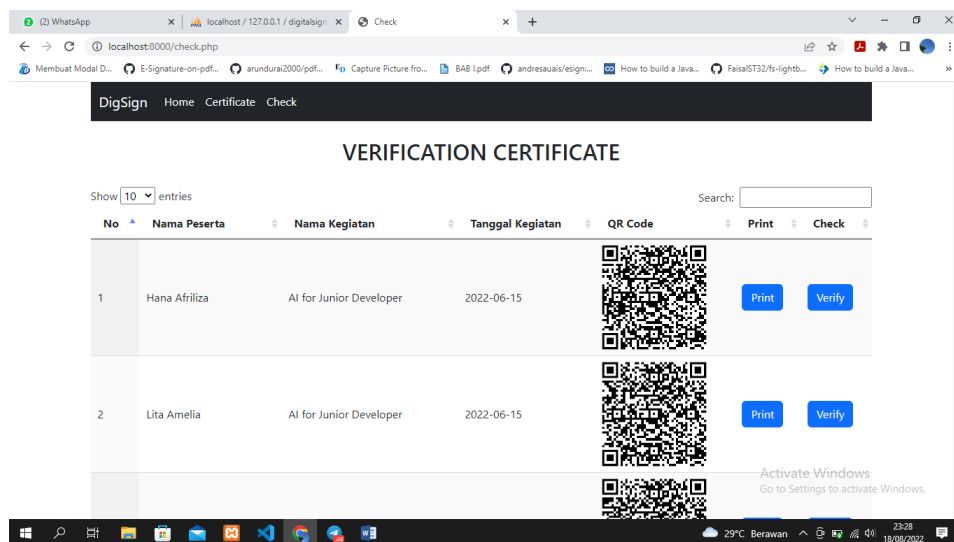 (2) WhatsApp
localhost / 127.0.0.1 / digitalsign
Check
localhost:8000/check.php
Membuat Modal D...
E-Signature-on-pdf...
arundurai2000/pdf...
Capture Picture fro...
BAB I.pdf
andresauais/esign:...
How to build a Java...
FaisalST32/fs-lightb...
How to build a Java...
DigSign Home Certificate Check
VERIFICATION CERTIFICATE
Show 10 entries
Search:
No Nama Peserta Nama Kegiatan Tanggal Kegiatan QR Code Print Check
1 Hana Afriliza AI for Junior Developer 2022-06-15 Print Verify
2 Lita Amelia AI for Junior Developer 2022-06-15 Print Verify
Activate Windows
Go to Settings to activate Windows.
29°C Berawan
23:28
18/08/2022